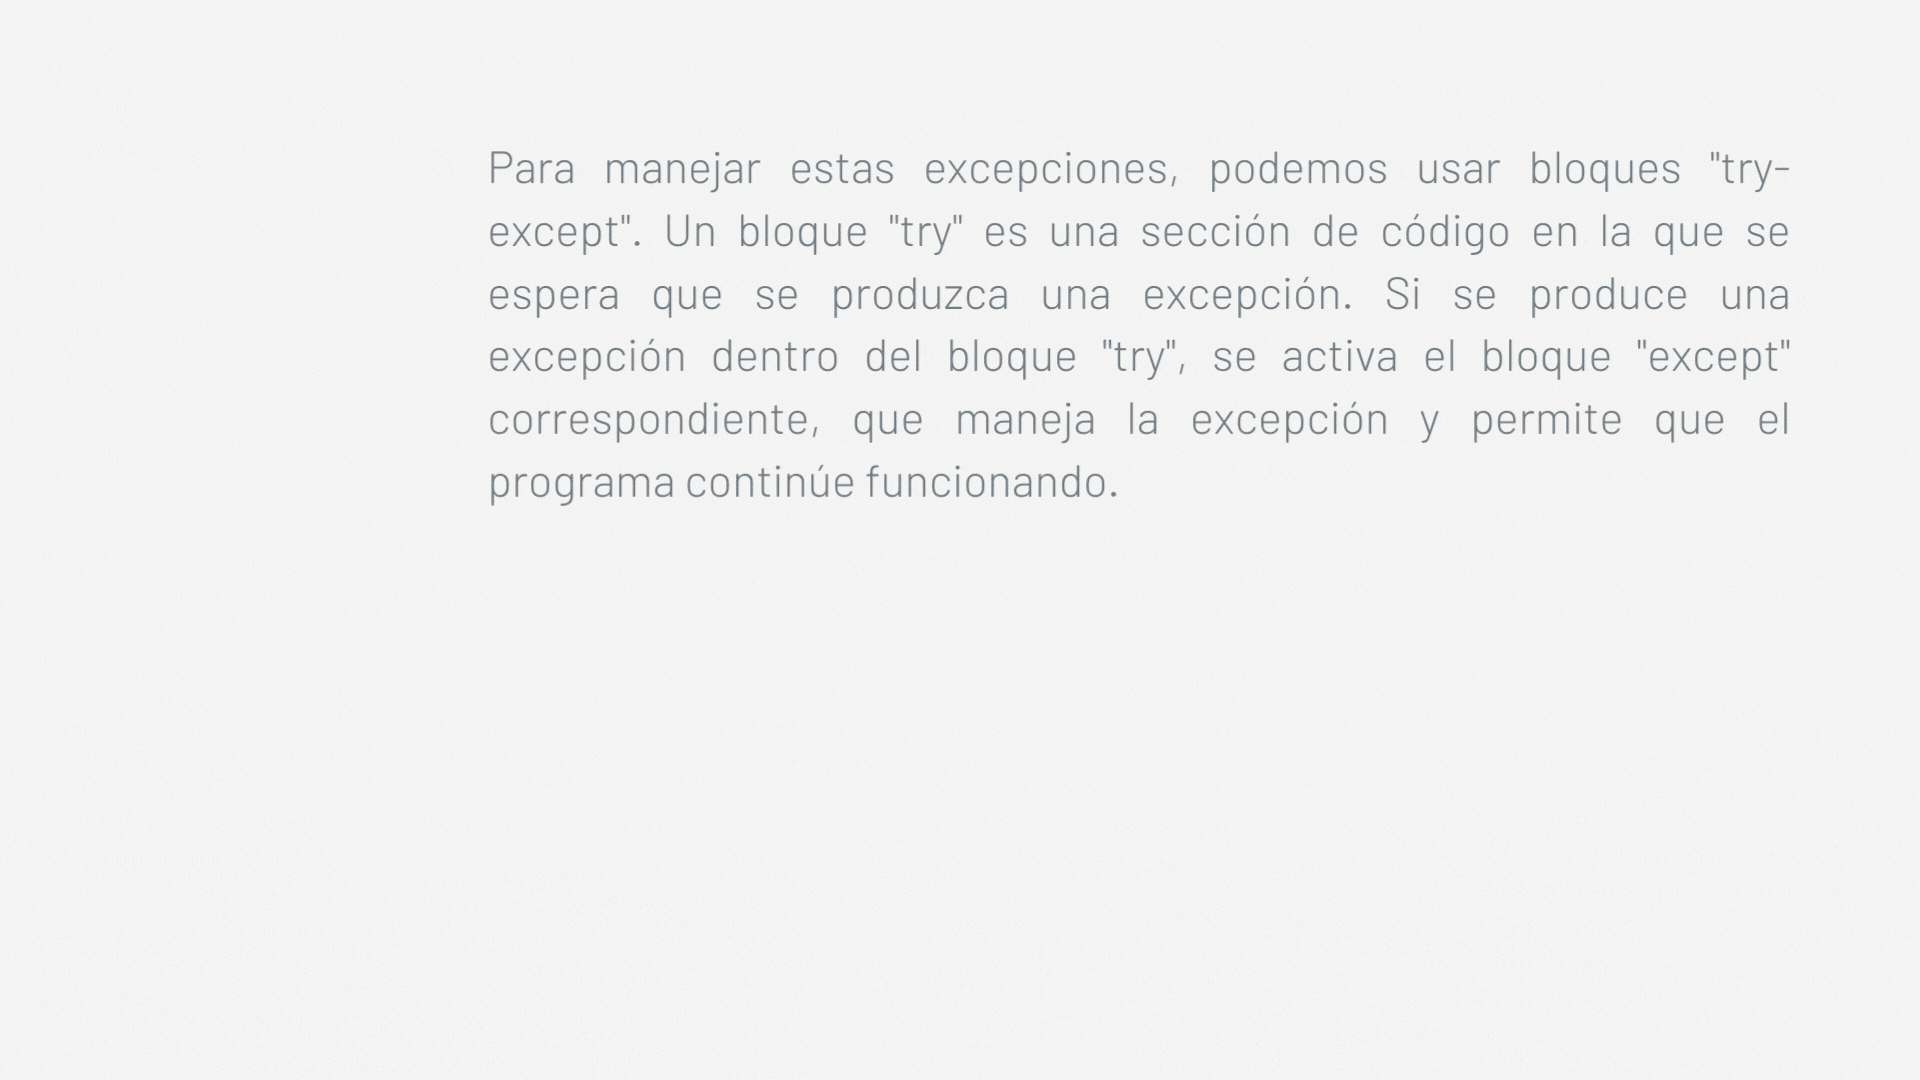 Para manejar estas excepciones, podemos usar bloques "try-
except". Un bloque "try" es una sección de código en la que se
espera que se produzca una excepción. Si se produce una
excepción dentro del bloque "try", se activa el bloque "except"
correspondiente, que maneja la excepción y permite que el
programa continúe funcionando.